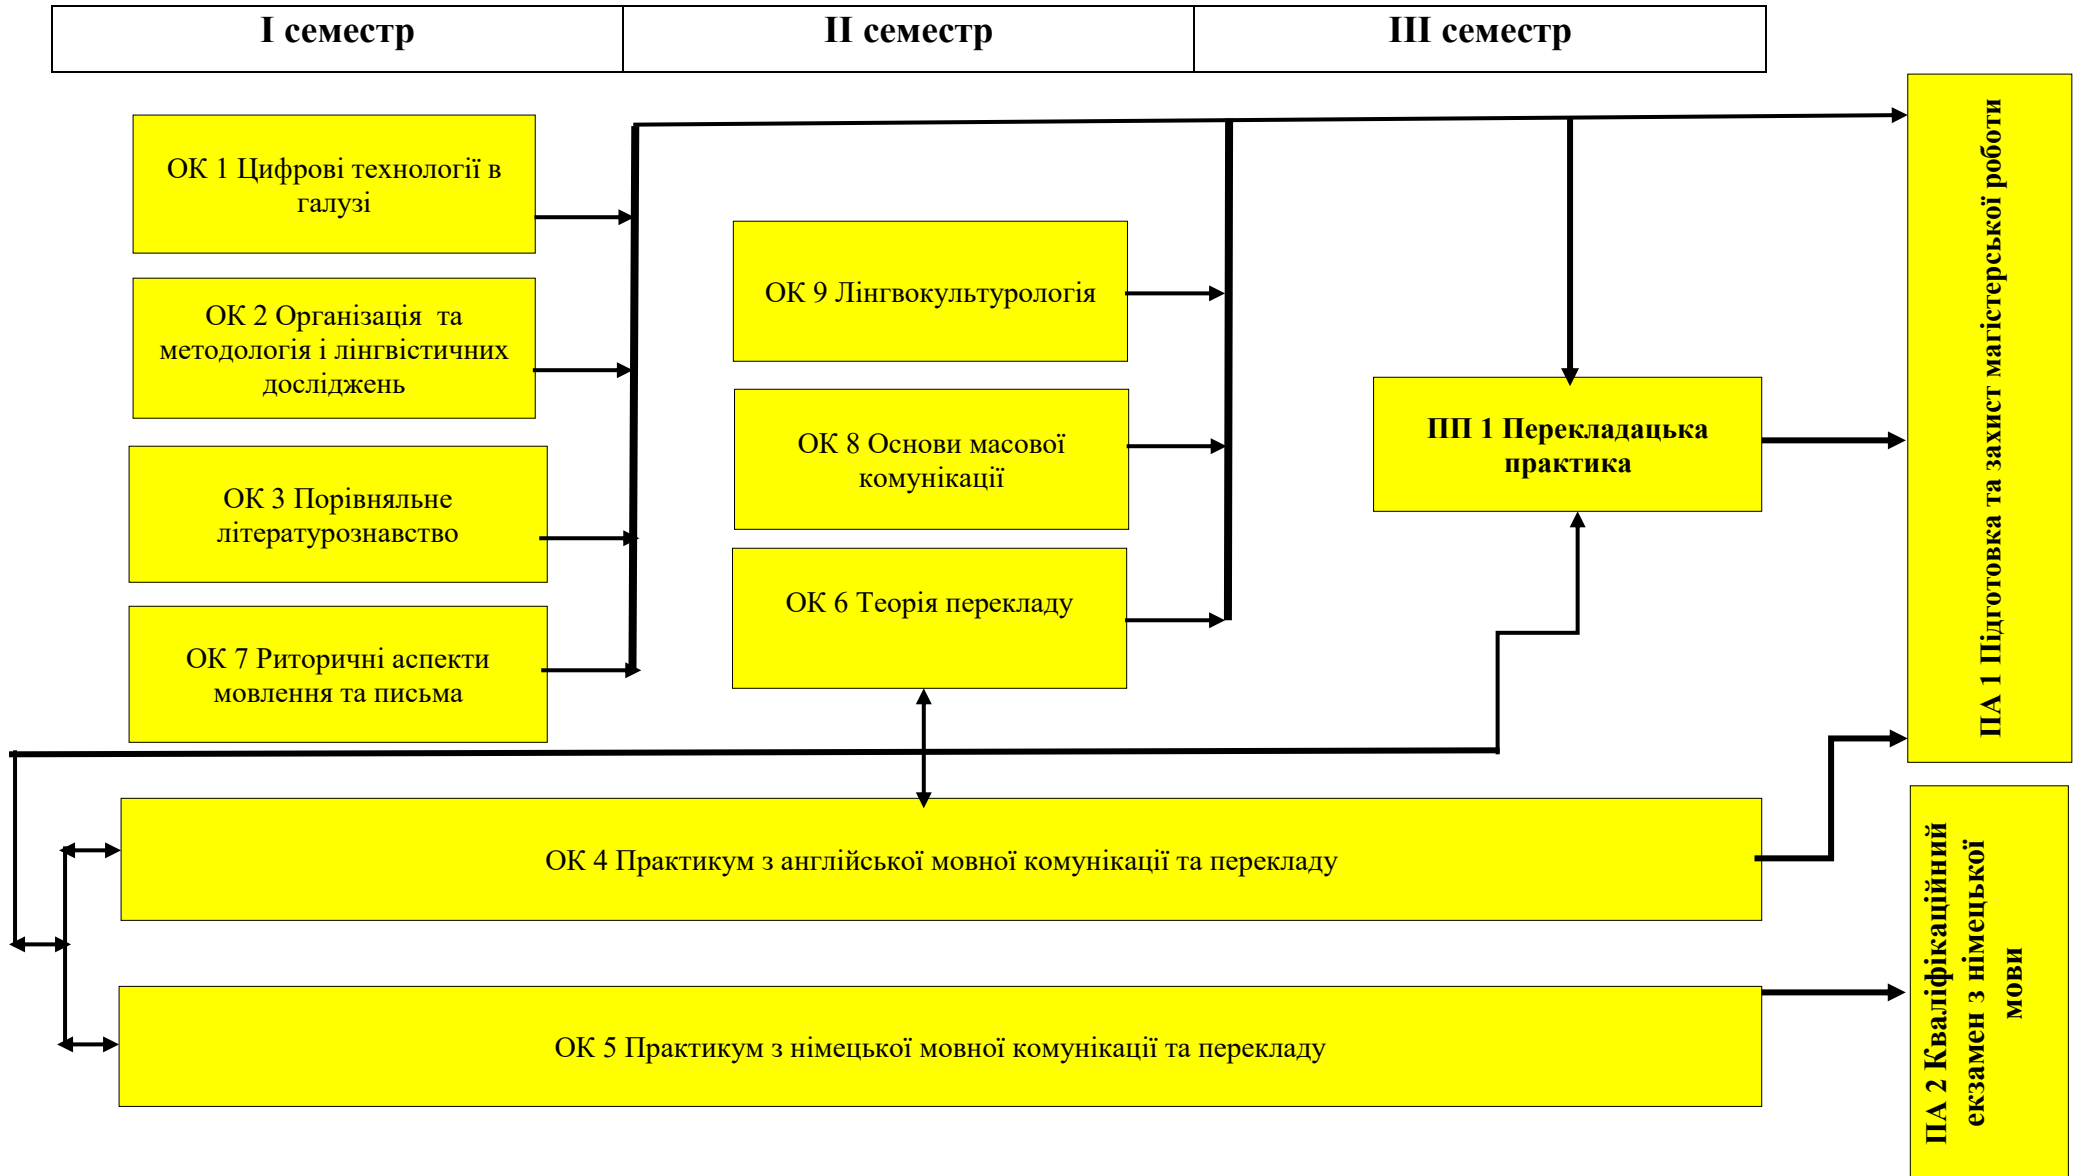 І семестр
ІІ семестр
ІІІ семестр
ОК 1 Цифрові технології в
галузі
ОК 2 Організація та
методологія і лінгвістичних
досліджень
ОК 3 Порівняльне
літературознавство
ОК 7 Риторичні аспекти
мовлення та письма
ОК 9 Лінгвокультурологія
ОК 8 Основи масової
комунікації
ОК 6 Теорія перекладу
ПП 1 Перекладацька
практика
ПА 1 Підготовка та захист магістерської роботи
ОК 4 Практикум з англійської мовної комунікації та перекладу
ОК 5 Практикум з німецької мовної комунікації та перекладу
ПА 2 Кваліфікаційний
екзамен з німецької
мови